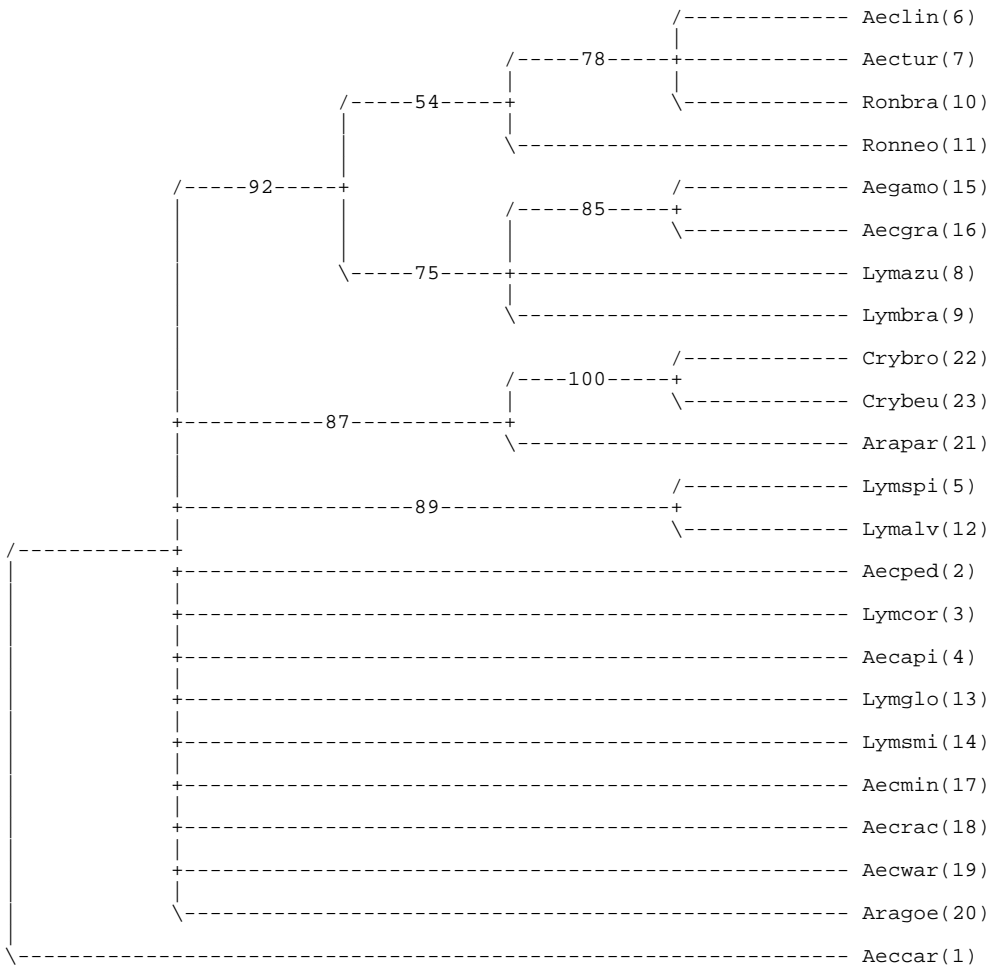 Aeclin(6)
78
Aectur(7)
54
Ronbra(10)
Ronneo(11)
92
Aegamo(15)
85
Aecgra(16)
75
Lymazu(8)
Lymbra(9)
Crybro(22)
100
Crybeu(23)
87
Arapar(21)
Lymspi(5)
89
Lymalv(12)
Aecped(2)
Lymcor(3)
Aecapi(4)
Lymglo(13)
Lymsmi(14)
Aecmin(17)
Aecrac(18)
Aecwar(19)
Aragoe(20)
Aeccar(1)